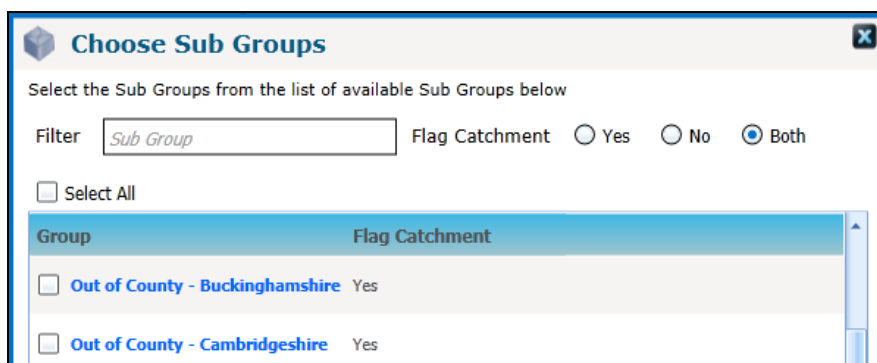 Choose Sub Groups
Select the Sub Groups from the list of available Sub Groups below
Filter Sub Group Flag Catchment Yes No Both
Select All
Group Flag Catchment
Out of County - Buckinghamshire Yes
Out of County - Cambridgeshire Yes